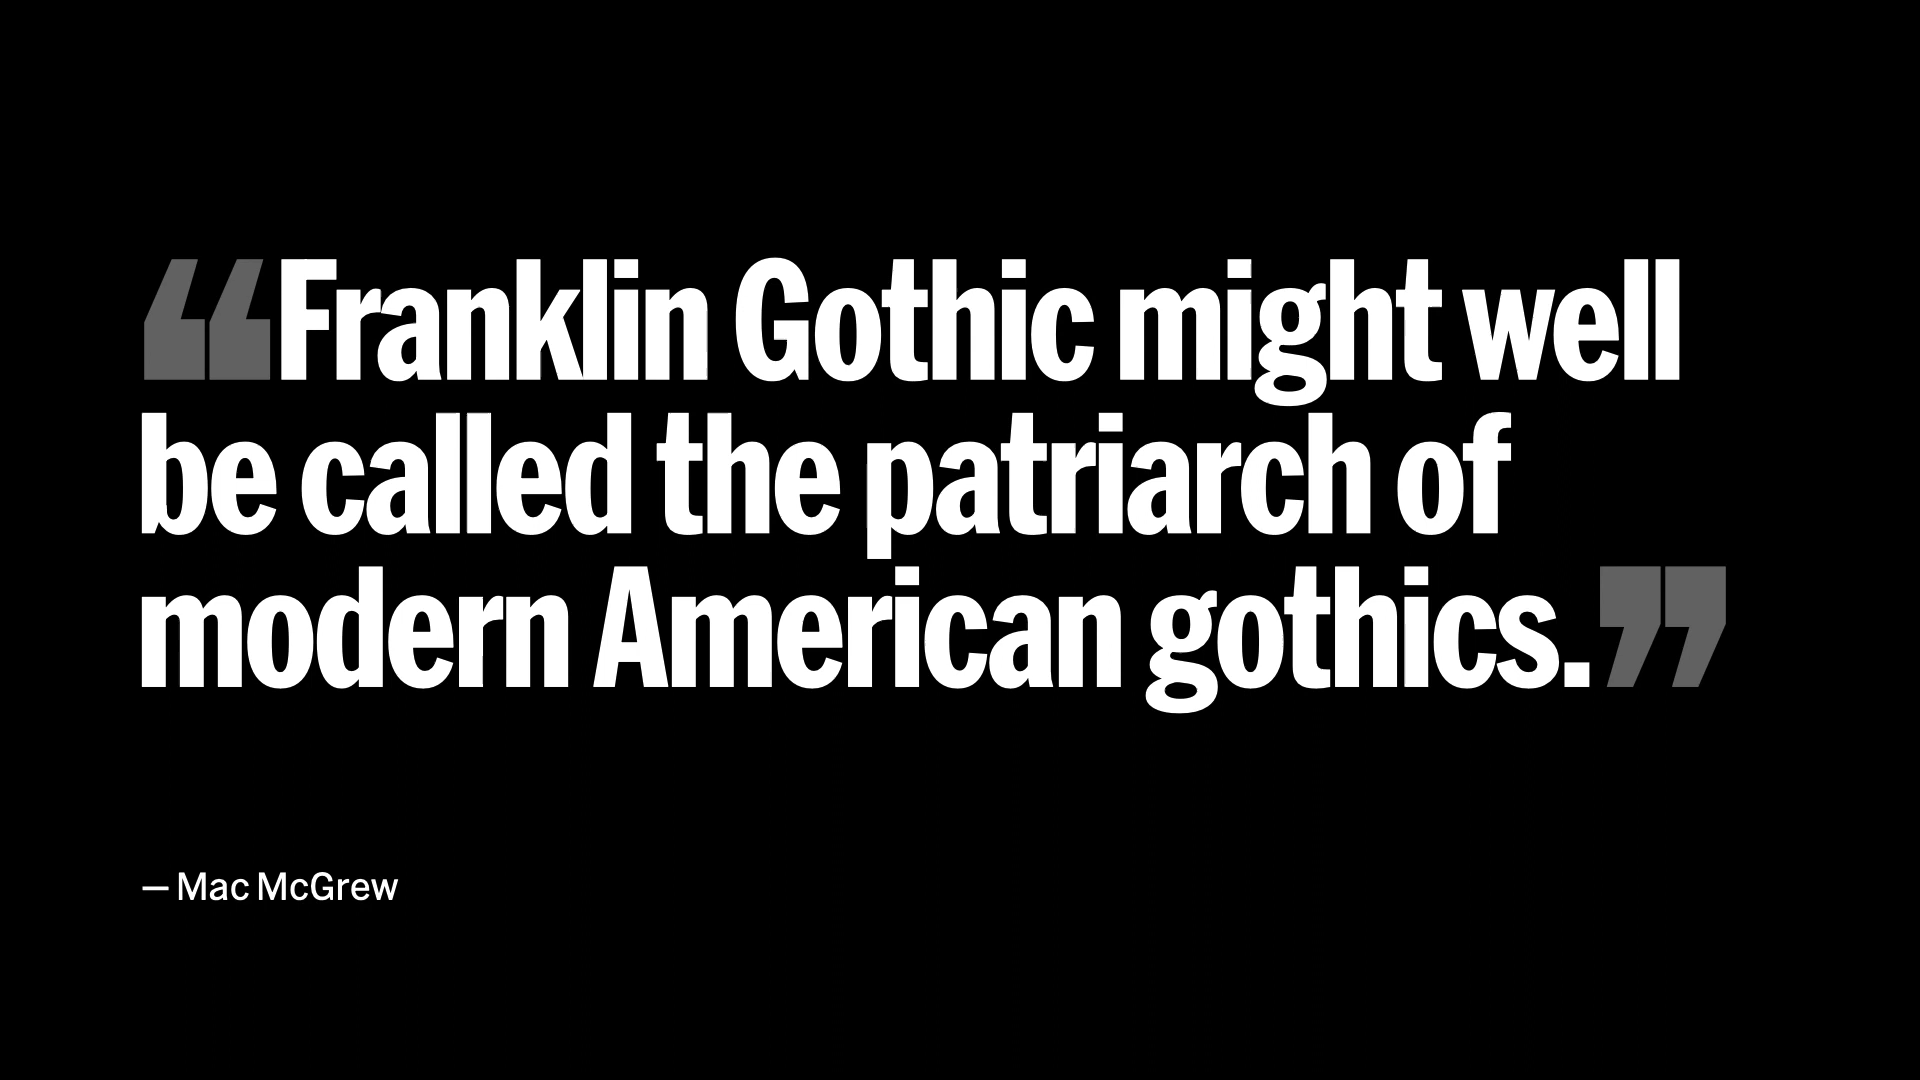 “Franklin Gothic might well
be called the patriarch of
modern American gothics.”
— Mac McGrew